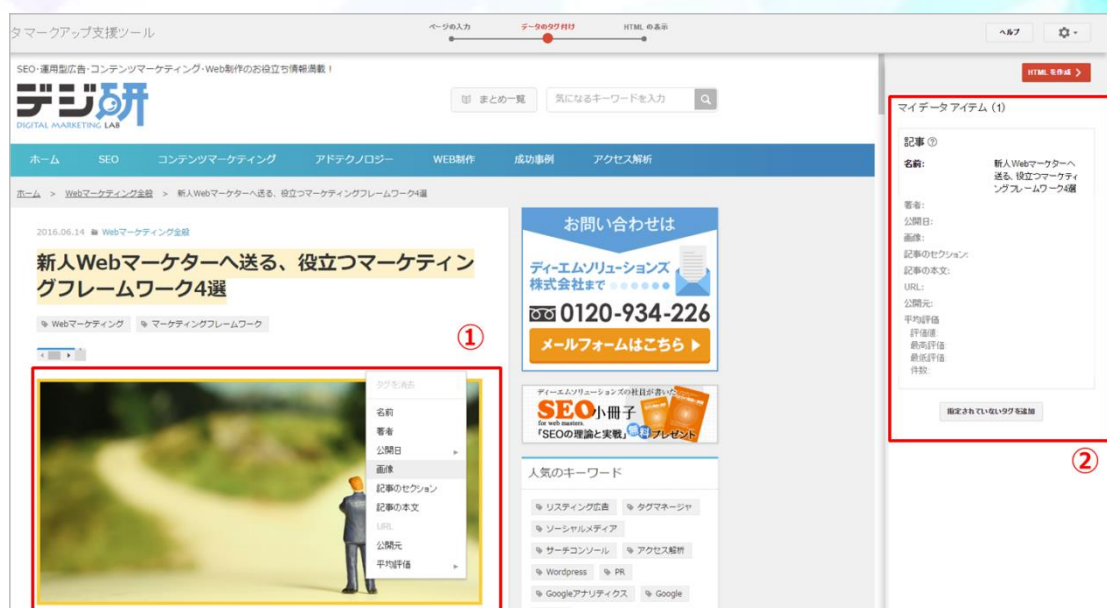 タ マークアップ支援ツール
ページの入力
データのタグ付け
HTML の表示
ヘルプ
SEO・運用型広告・コンテンツマーケティング・Web制作のお役立ち情報満載!
デジ研
DIGITAL MARKETING LAB
まとめ一覧
気になるキーワードを入力
HTML を作成
ホーム SEO コンテンツマーケティング アドテクノロジー WEB制作 成功事例 アクセス解析
ホーム > Webマーケティング全般 > 新人Webマーケターへ送る、役立つマーケティングフレームワーク4選
2016.06.14 Webマーケティング全般
新人Webマーケターへ送る、役立つマーケティン
グフレームワーク4選
Webマーケティング マーケティングフレームワーク
①
タグを消去
名前
著者
公開日
画像
記事のセクション
記事の本文
URL
公開元
平均評価
お問い合わせは
ディーエムソリューションズ
株式会社まで
0120-934-226
メールフォームはこちら
ディーエムソリューションズの社員が書いた
SEO小冊子
for web masters.
「SEOの理論と実戦」無料プレゼント
人気のキーワード
リスティング広告 タグマネージャ
ソーシャルメディア
サーチコンソール アクセス解析
Wordpress PR
Googleアナリティクス Google
マイデータ アイテム (1)
記事
名前: 新人Webマーケターへ
送る、役立つマーケティ
ングフレームワーク4選
著者:
公開日:
画像:
記事のセクション:
記事の本文:
URL:
公開元:
平均評価
評価値:
最高評価:
最低評価:
件数:
指定されていないタグを追加
②